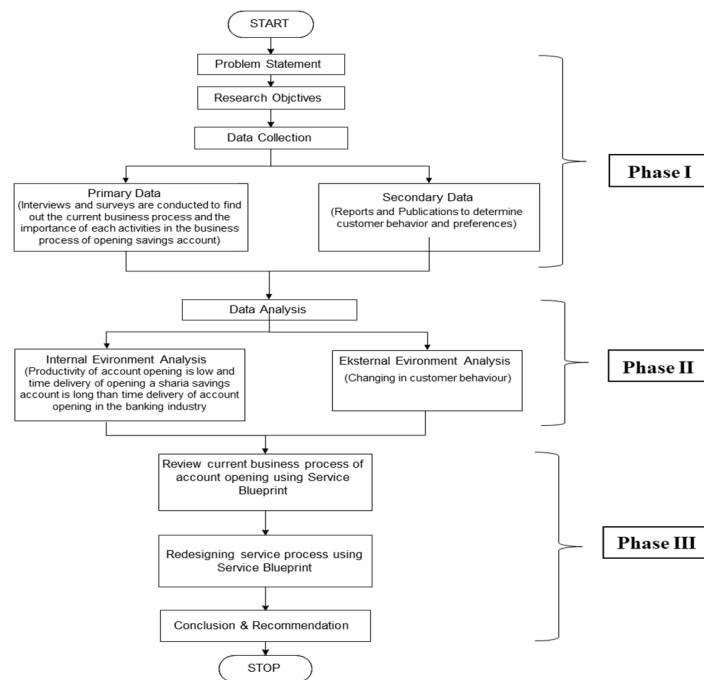 START
Problem Statement
Research Objctives
Data Collection
Primary Data
(Interviews and surveys are conducted to find
out the current business process and the
importance of each activities in the business
process of opening savings account)
Secondary Data
(Reports and Publications to determine
customer behavior and preferences)
Phase I
Data Analysis
Internal Evironment Analysis
(Productivity of account opening is low and
time delivery of opening a sharia savings
account is long than time delivery of account
opening in the banking industry
Eksternal Evironment Analysis
(Changing in customer behaviour)
Phase II
Review current business process of
account opening using Service
Blueprint
Redesigning service process using
Service Blueprint
Conclusion & Recommendation
Phase III
STOP